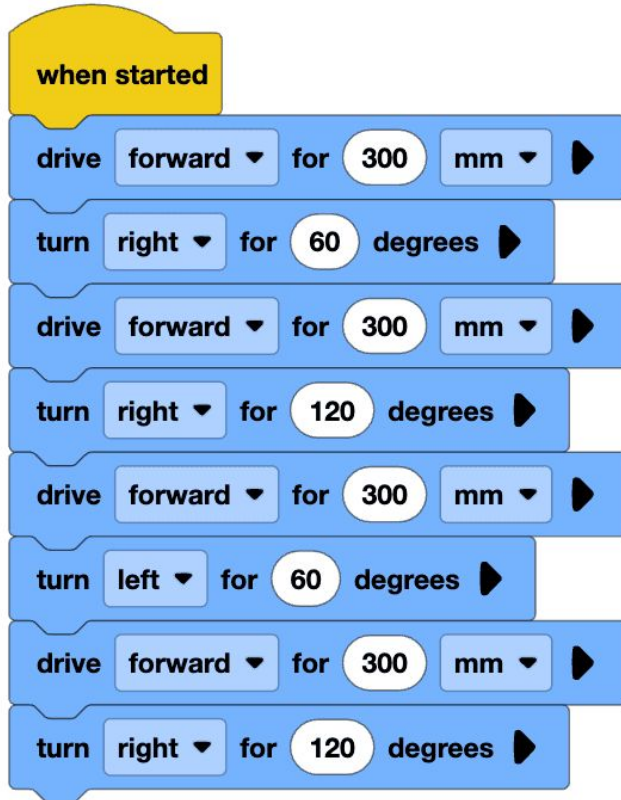 when started
drive forward for 300 mm
turn right for 60 degrees
drive forward for 300 mm
turn right for 120 degrees
drive forward for 300 mm
turn left for 60 degrees
drive forward for 300 mm
turn right for 120 degrees